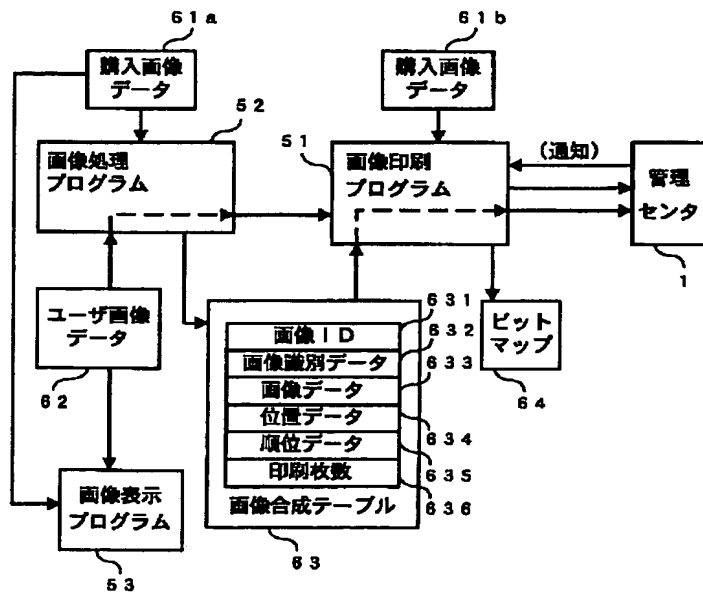 61a
61b
購入画像
データ
購入画像
データ
52
51
画像処理
プログラム
画像印刷
プログラム
(通知)
管理
センタ
1
ユーザ画像
データ
62
631
画像ID
632
画像識別データ
633
画像データ
位置データ
634
順位データ
635
印刷枚数
636
画像合成テーブル
63
ビット
マップ
64
画像表示
プログラム
53